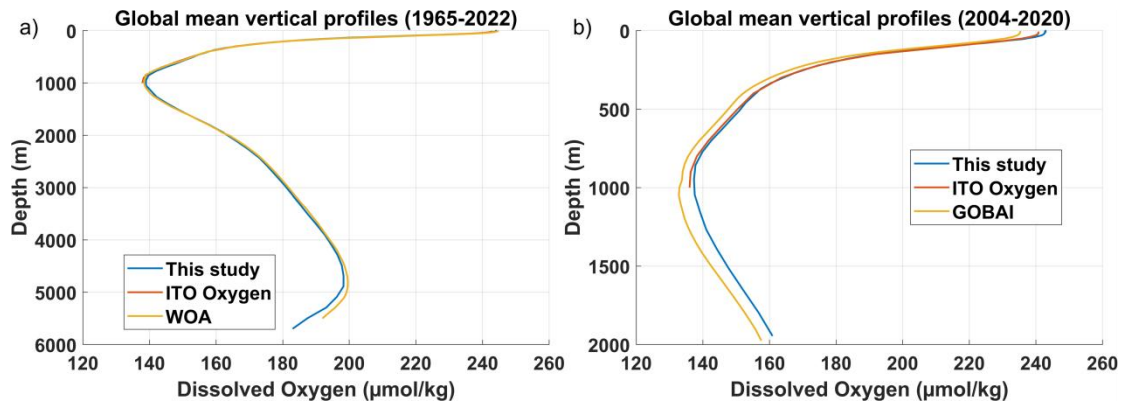 a)
Global mean vertical profiles (1965-2022)
0
1000
2000
3000
4000
5000
6000
Depth (m)
This study
ITO Oxygen
WOA
120 140 160 180 200 220 240 260
Dissolved Oxygen (µmol/kg)
b)
Global mean vertical profiles (2004-2020)
0
500
1000
1500
2000
Depth (m)
This study
ITO Oxygen
GOBAI
120 140 160 180 200 220 240 260
Dissolved Oxygen (µmol/kg)